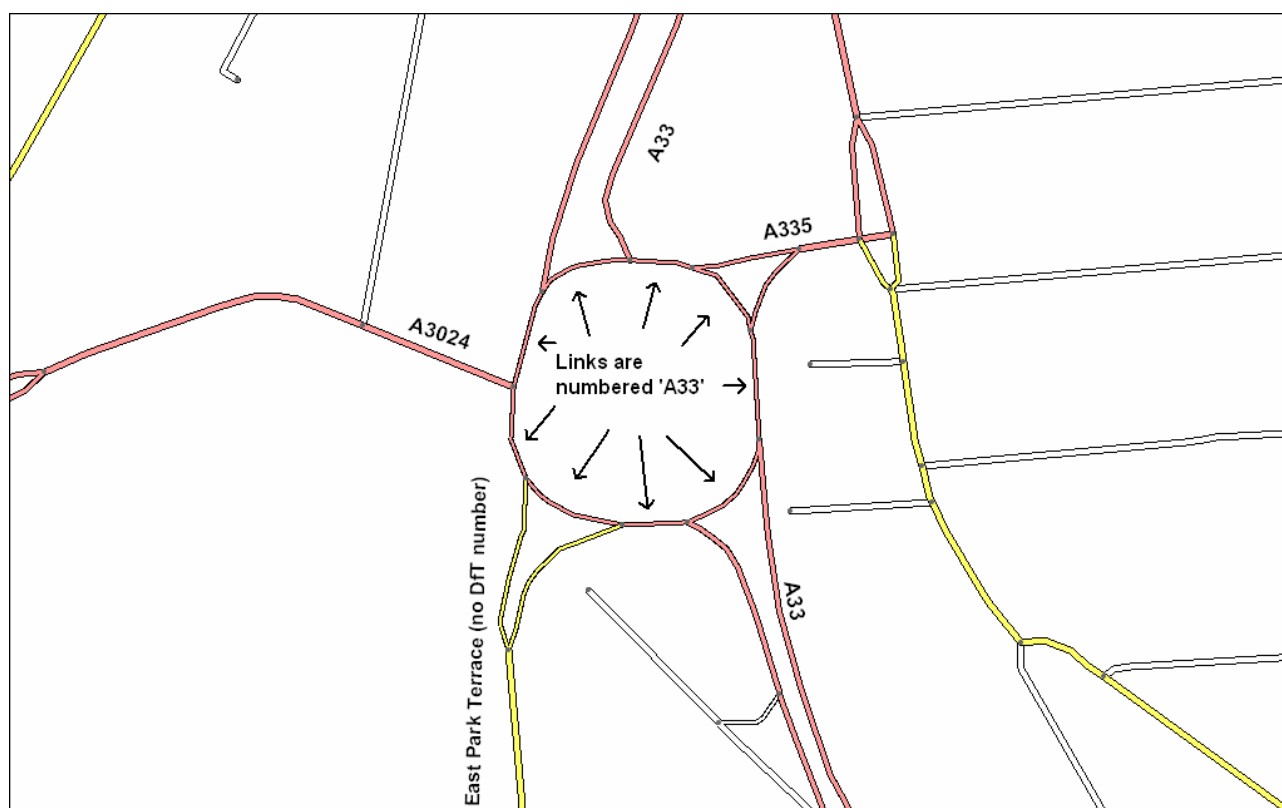 A33
A335
A3024
Links are
numbered 'A33'
East Park Terrace (no DfT number)
A33